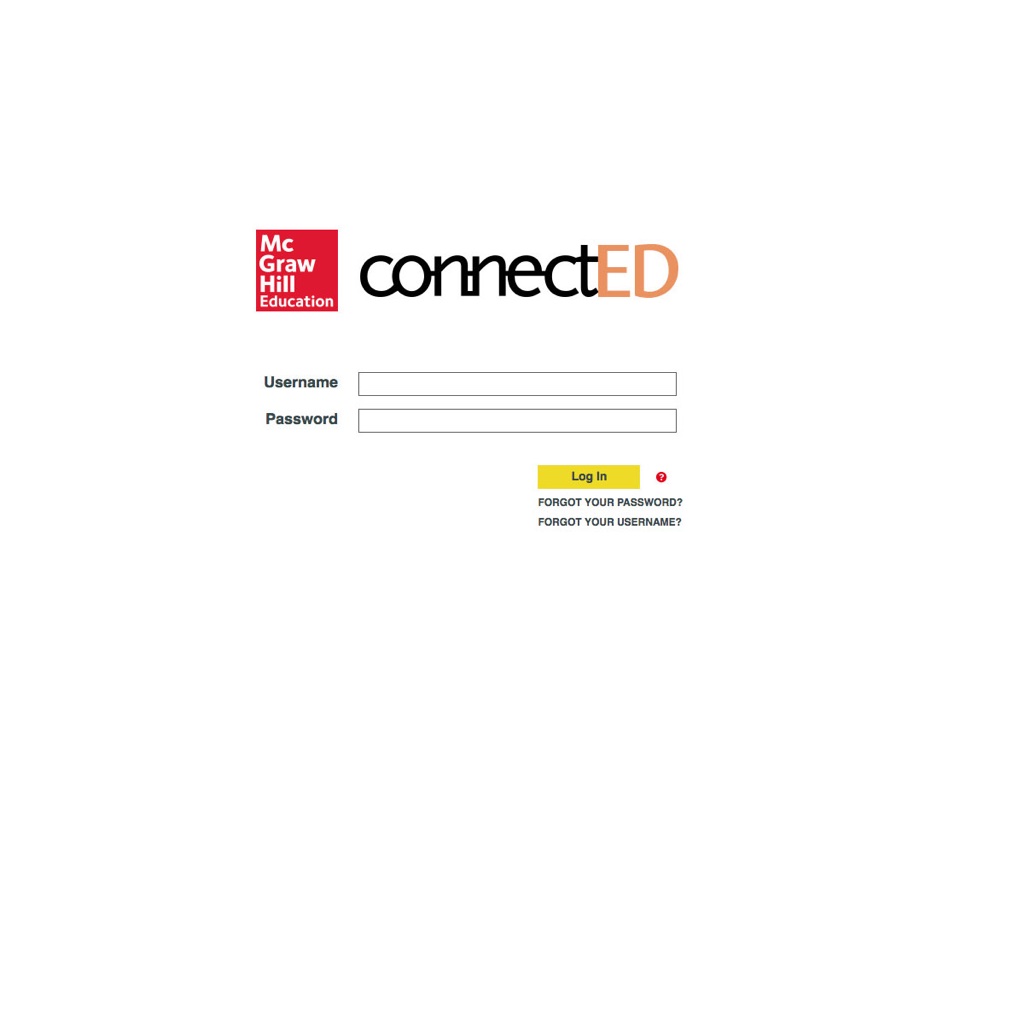 Mc
Graw
Hill
Education
connectED
Username
Password
Log In ?
FORGOT YOUR PASSWORD?
FORGOT YOUR USERNAME?